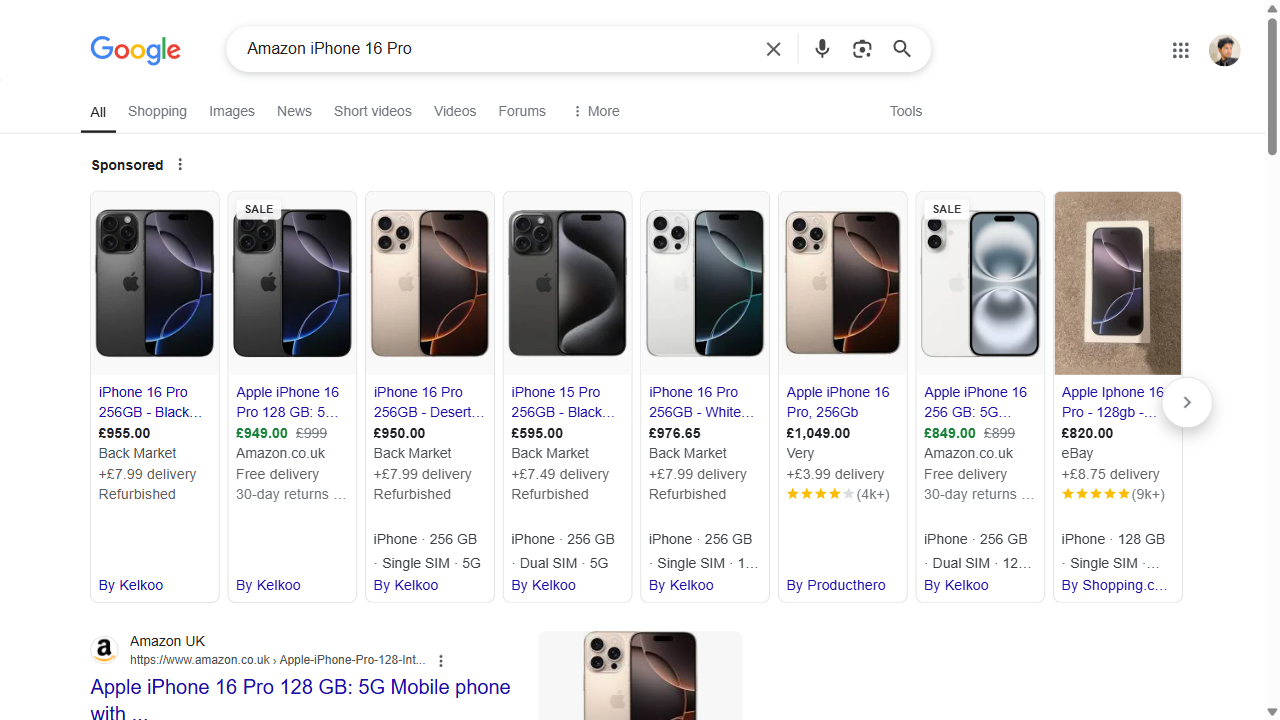 Google
Amazon iPhone 16 Pro
All
Shopping
Images
News
Short videos
Videos
Forums
More
Tools
Sponsored
iPhone 16 Pro
256GB - Black…
£955.00
Back Market
+£7.99 delivery
Refurbished
By Kelkoo
SALE
Apple iPhone 16
Pro 128 GB: 5…
£949.00 £999
Amazon.co.uk
Free delivery
30-day returns …
By Kelkoo
iPhone 16 Pro
256GB - Desert…
£950.00
Back Market
+£7.99 delivery
Refurbished
iPhone · 256 GB
· Single SIM · 5G
By Kelkoo
iPhone 15 Pro
256GB - Black…
£595.00
Back Market
+£7.49 delivery
Refurbished
iPhone · 256 GB
· Dual SIM · 5G
By Kelkoo
iPhone 16 Pro
256GB - White…
£976.65
Back Market
+£7.99 delivery
Refurbished
iPhone · 256 GB
· Single SIM · 1…
By Kelkoo
Apple iPhone 16
Pro, 256Gb
£1,049.00
Very
+£3.99 delivery
(4k+)
By Producthero
SALE
Apple iPhone 16
256 GB: 5G…
£849.00 £899
Amazon.co.uk
Free delivery
30-day returns …
iPhone · 256 GB
· Dual SIM · 12…
By Kelkoo
Apple Iphone 16
Pro - 128gb -…
£820.00
eBay
+£8.75 delivery
(9k+)
iPhone · 128 GB
· Single SIM ·…
By Shopping.c…
a
Amazon UK
https://www.amazon.co.uk › Apple-iPhone-Pro-128-Int...
Apple iPhone 16 Pro 128 GB: 5G Mobile phone
with ...